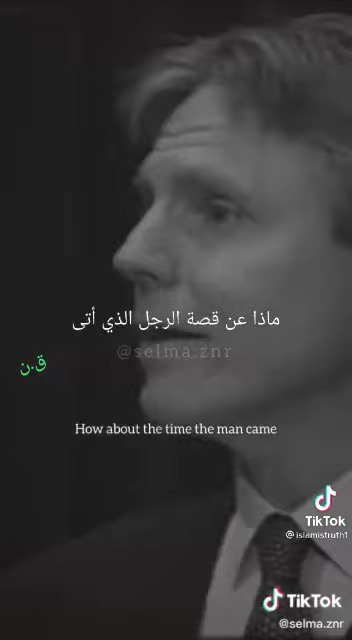 ماذا عن قصة الرجل الذي أتى
@selma.znr
ق.ن
How about the time the man came
TikTok
@islamistruth1
TikTok
@selma.znr